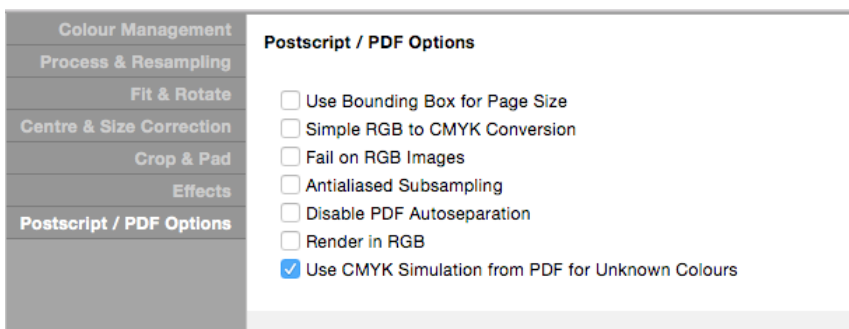 Colour Management
Process & Resampling
Fit & Rotate
Centre & Size Correction
Crop & Pad
Effects
Postscript / PDF Options
Postscript / PDF Options
Use Bounding Box for Page Size
Simple RGB to CMYK Conversion
Fail on RGB Images
Antialiased Subsampling
Disable PDF Autoseparation
Render in RGB
Use CMYK Simulation from PDF for Unknown Colours